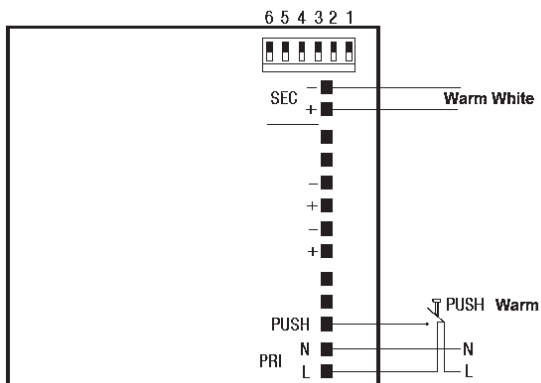 6 5 4 3 2 1
SEC
−
+
Warm White
−
+
−
+
PUSH Warm
PUSH
PRI
N
L
N
L